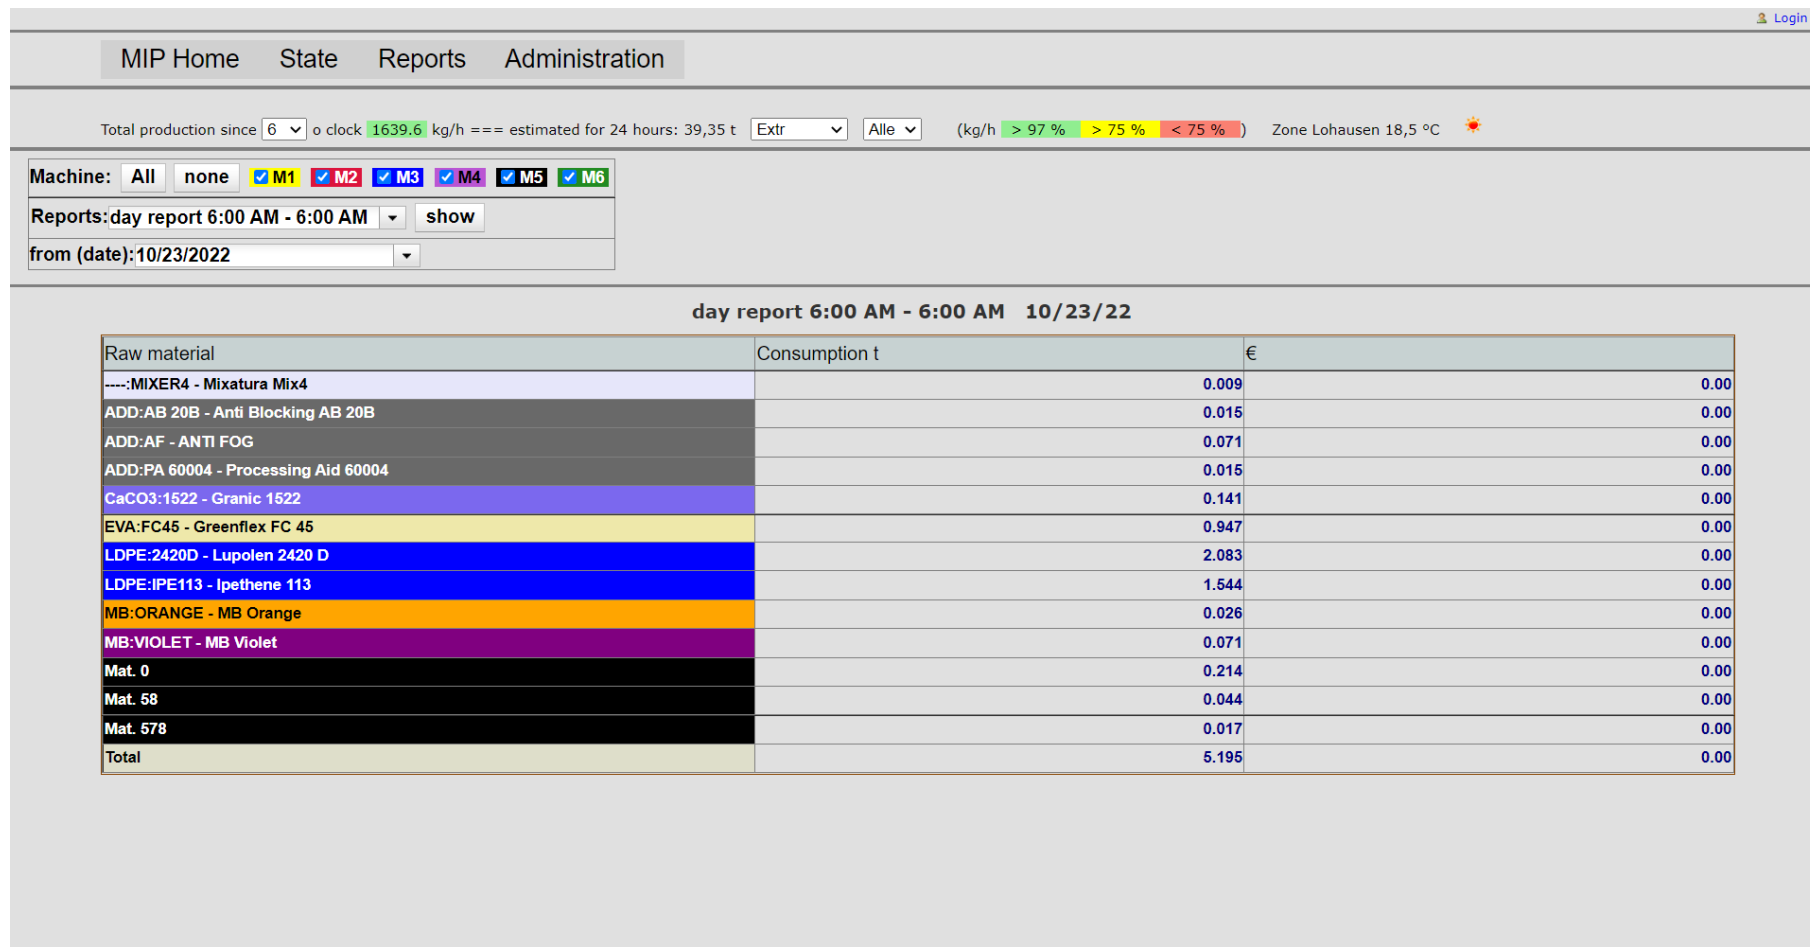 Login
MIP Home State Reports Administration
Total production since 6 o clock 1639.6 kg/h === estimated for 24 hours: 39,35 t Extr Alle (kg/h > 97 % > 75 % < 75 % ) Zone Lohausen 18,5 °C
Machine: All none M1 M2 M3 M4 M5 M6
Reports: day report 6:00 AM - 6:00 AM show
from (date): 10/23/2022
day report 6:00 AM - 6:00 AM 10/23/22
Raw material Consumption t €
----:MIXER4 - Mixatura Mix4 0.009 0.00
ADD:AB 20B - Anti Blocking AB 20B 0.015 0.00
ADD:AF - ANTI FOG 0.071 0.00
ADD:PA 60004 - Processing Aid 60004 0.015 0.00
CaCO3:1522 - Granic 1522 0.141 0.00
EVA:FC45 - Greenflex FC 45 0.947 0.00
LDPE:2420D - Lupolen 2420 D 2.083 0.00
LDPE:IPE113 - Ipethene 113 1.544 0.00
MB:ORANGE - MB Orange 0.026 0.00
MB:VIOLET - MB Violet 0.071 0.00
Mat. 0 0.214 0.00
Mat. 58 0.044 0.00
Mat. 578 0.017 0.00
Total 5.195 0.00